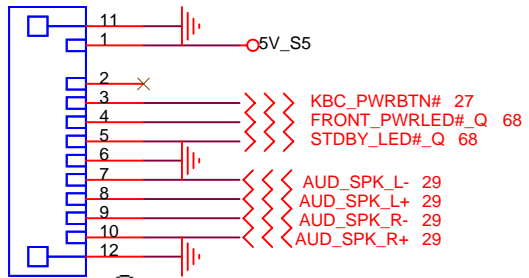 11
1 5V_S5
2
3 KBC_PWRBTN# 27
4 FRONT_PWRLED#_Q 68
5 STDBY_LED#_Q 68
6
7 AUD_SPK_L- 29
8 AUD_SPK_L+ 29
9 AUD_SPK_R- 29
10 AUD_SPK_R+ 29
12